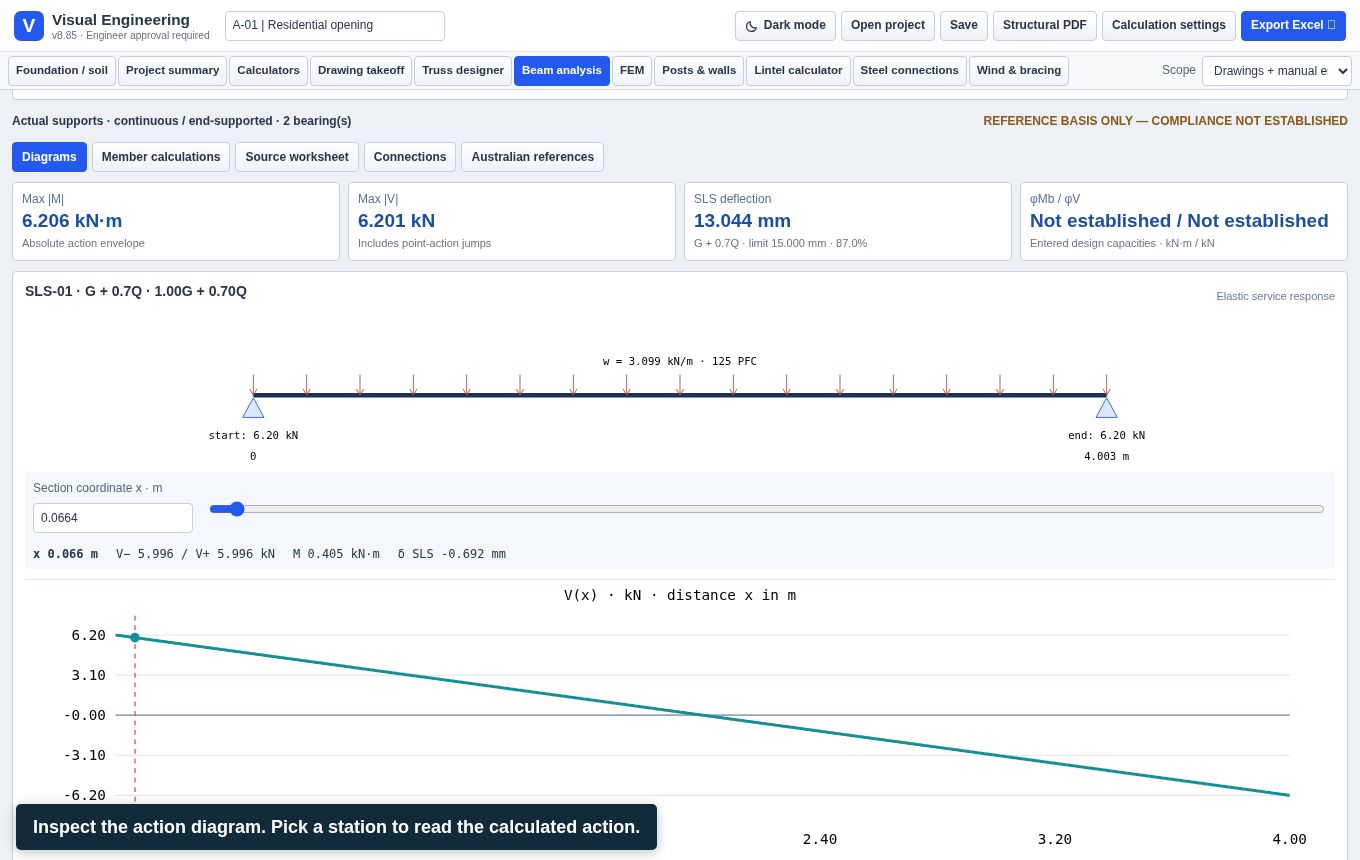 V
Visual Engineering
v8.85 · Engineer approval required
A-01 | Residential opening
Dark mode
Open project
Save
Structural PDF
Calculation settings
Export Excel
Foundation / soil
Project summary
Calculators
Drawing takeoff
Truss designer
Beam analysis
FEM
Posts & walls
Lintel calculator
Steel connections
Wind & bracing
Scope
Drawings + manual e
Actual supports · continuous / end-supported · 2 bearing(s)
REFERENCE BASIS ONLY — COMPLIANCE NOT ESTABLISHED
Diagrams
Member calculations
Source worksheet
Connections
Australian references
Max |M|
6.206 kN·m
Absolute action envelope
Max |V|
6.201 kN
Includes point-action jumps
SLS deflection
13.044 mm
G + 0.7Q · limit 15.000 mm · 87.0%
φMb / φV
Not established / Not established
Entered design capacities · kN·m / kN
SLS-01 · G + 0.7Q · 1.00G + 0.70Q
Elastic service response
w = 3.099 kN/m · 125 PFC
start: 6.20 kN
end: 6.20 kN
0
4.003 m
Section coordinate x · m
0.0664
x 0.066 m V− 5.996 / V+ 5.996 kN M 0.405 kN·m δ SLS -0.692 mm
V(x) · kN · distance x in m
6.20
3.10
-0.00
-3.10
-6.20
Inspect the action diagram. Pick a station to read the calculated action.
2.40
3.20
4.00